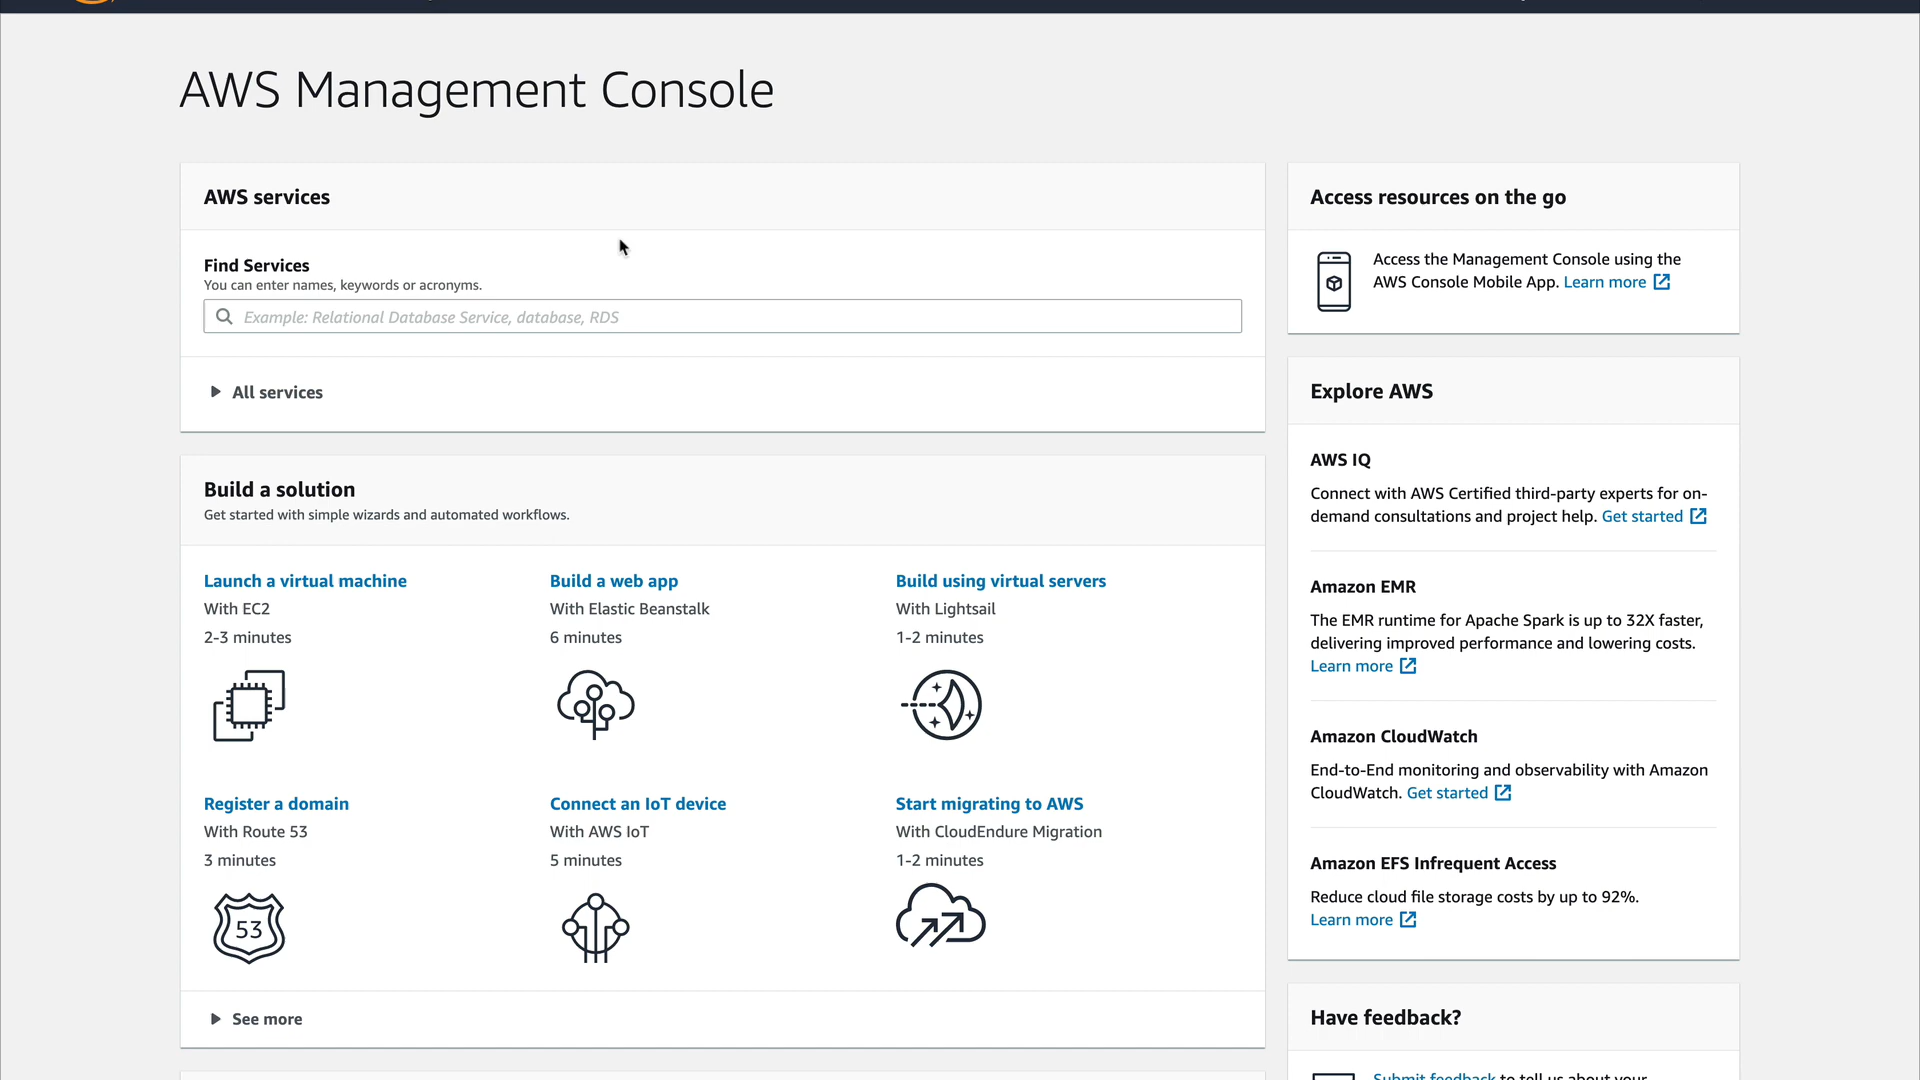 AWS Management Console
AWS services
Find Services
You can enter names, keywords or acronyms.
Example: Relational Database Service, database, RDS
All services
Build a solution
Get started with simple wizards and automated workflows.
Launch a virtual machine
With EC2
2-3 minutes
Build a web app
With Elastic Beanstalk
6 minutes
Build using virtual servers
With Lightsail
1-2 minutes
Register a domain
With Route 53
3 minutes
53
Connect an IoT device
With AWS IoT
5 minutes
Start migrating to AWS
With CloudEndure Migration
1-2 minutes
See more
Access resources on the go
Access the Management Console using the
AWS Console Mobile App. Learn more
Explore AWS
AWS IQ
Connect with AWS Certified third-party experts for on-
demand consultations and project help. Get started
Amazon EMR
The EMR runtime for Apache Spark is up to 32X faster,
delivering improved performance and lowering costs.
Learn more
Amazon CloudWatch
End-to-End monitoring and observability with Amazon
CloudWatch. Get started
Amazon EFS Infrequent Access
Reduce cloud file storage costs by up to 92%.
Learn more
Have feedback?
Submit feedback to tell us about your